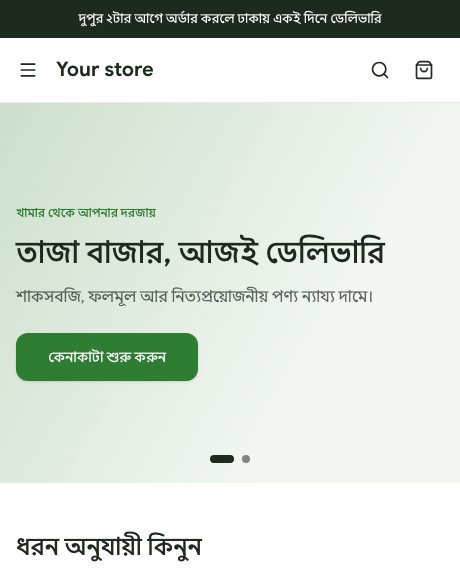 দুপুর ২টার আগে অর্ডার করলে ঢাকায় একই দিনে ডেলিভারি
Your store
খামার থেকে আপনার দরজায়
তাজা বাজার, আজই ডেলিভারি
শাকসবজি, ফলমূল আর নিত্যপ্রয়োজনীয় পণ্য ন্যায্য দামে।
কেনাকাটা শুরু করুন
ধরন অনুযায়ী কিনুন